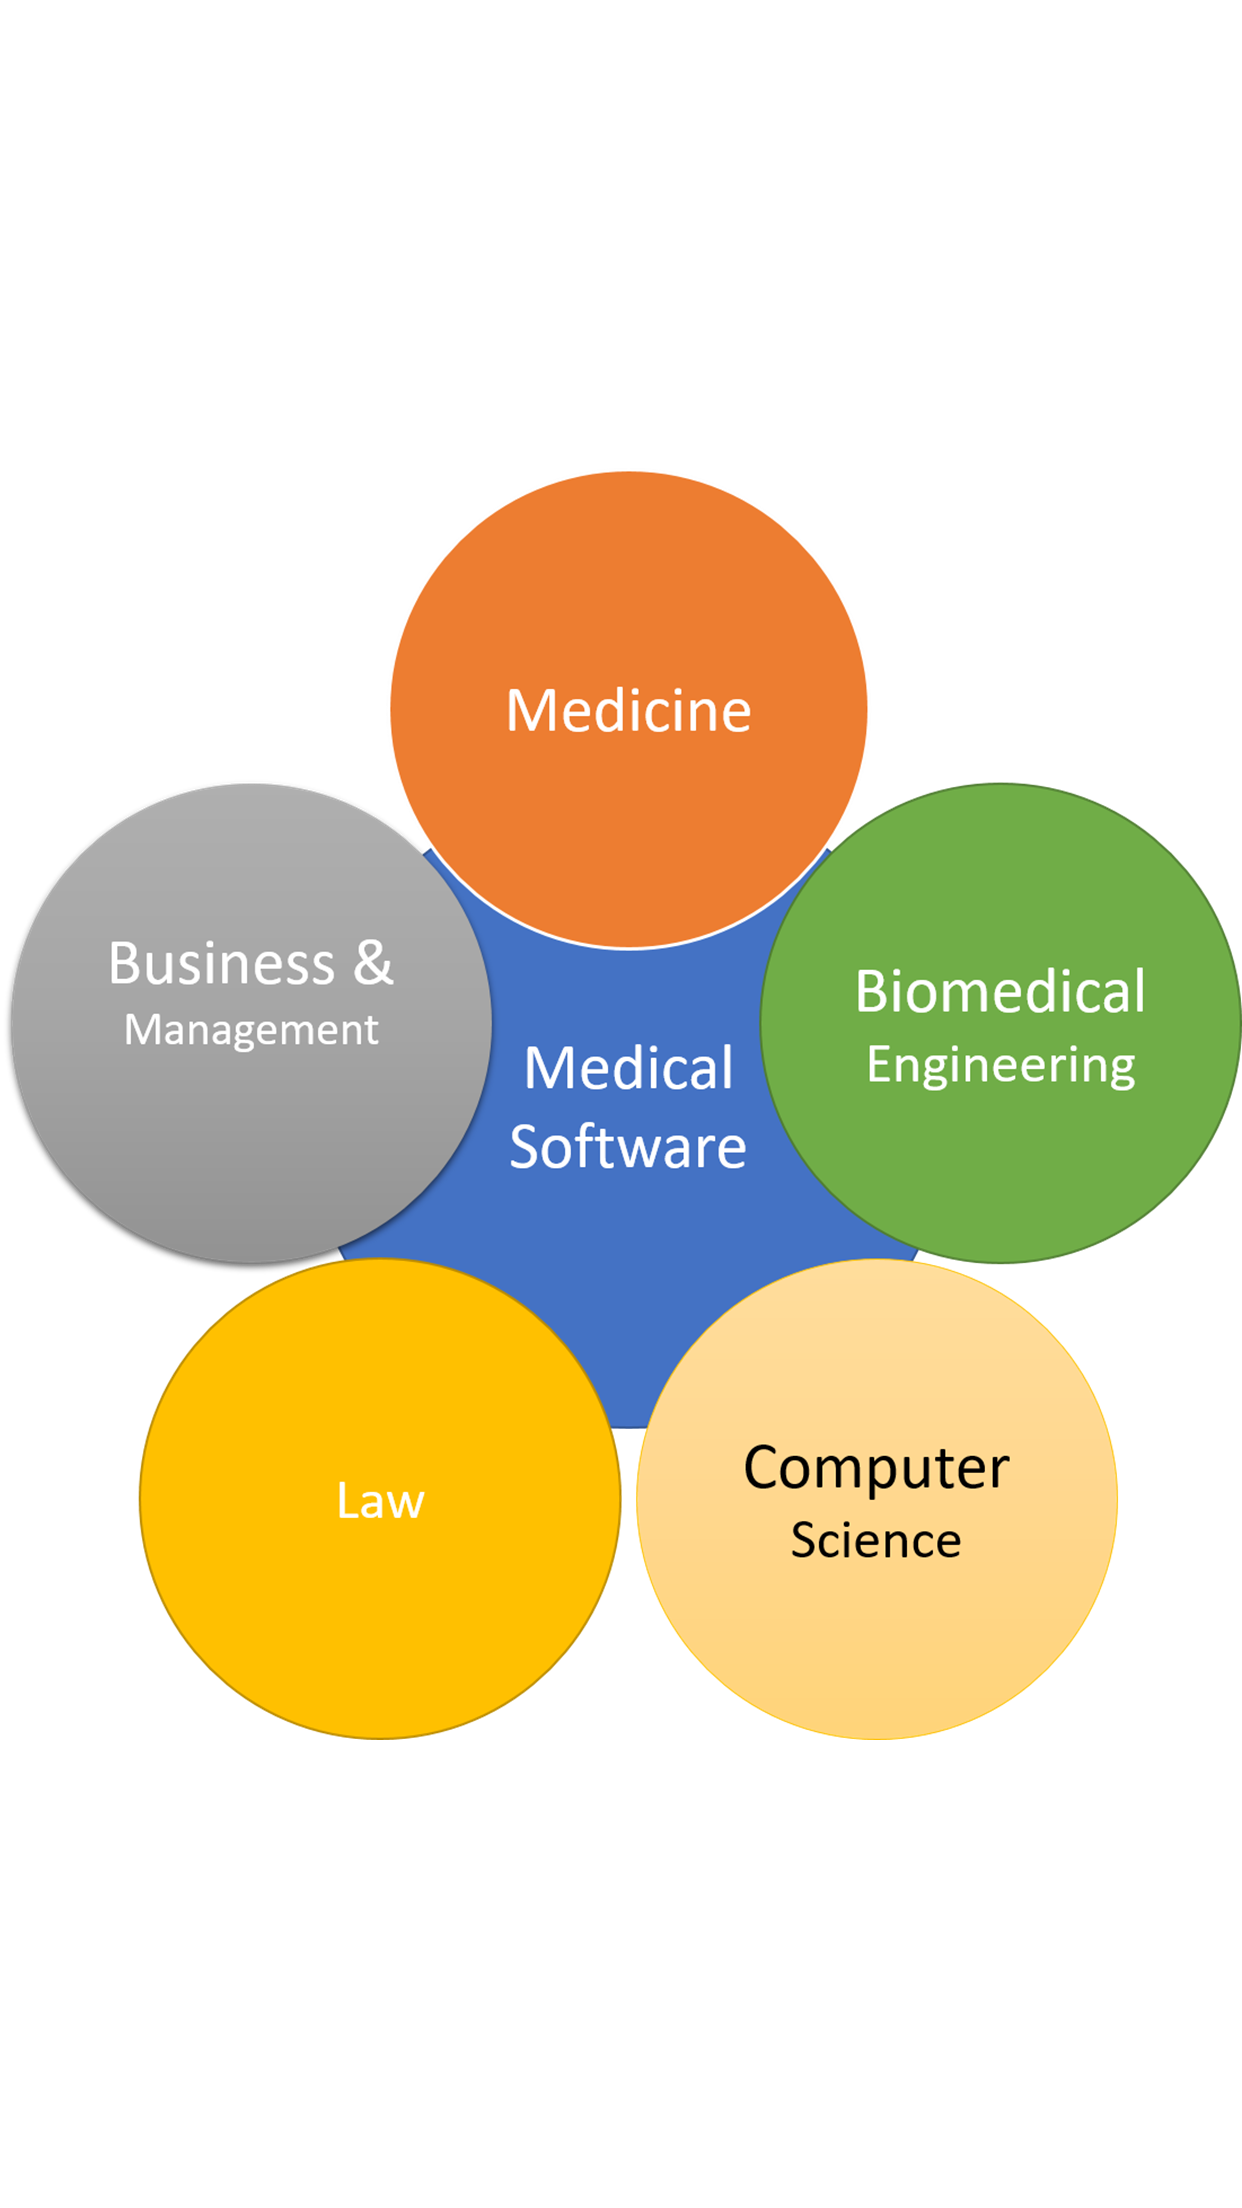 Medicine
Business &
Management
Biomedical
Engineering
Medical
Software
Law
Computer
Science